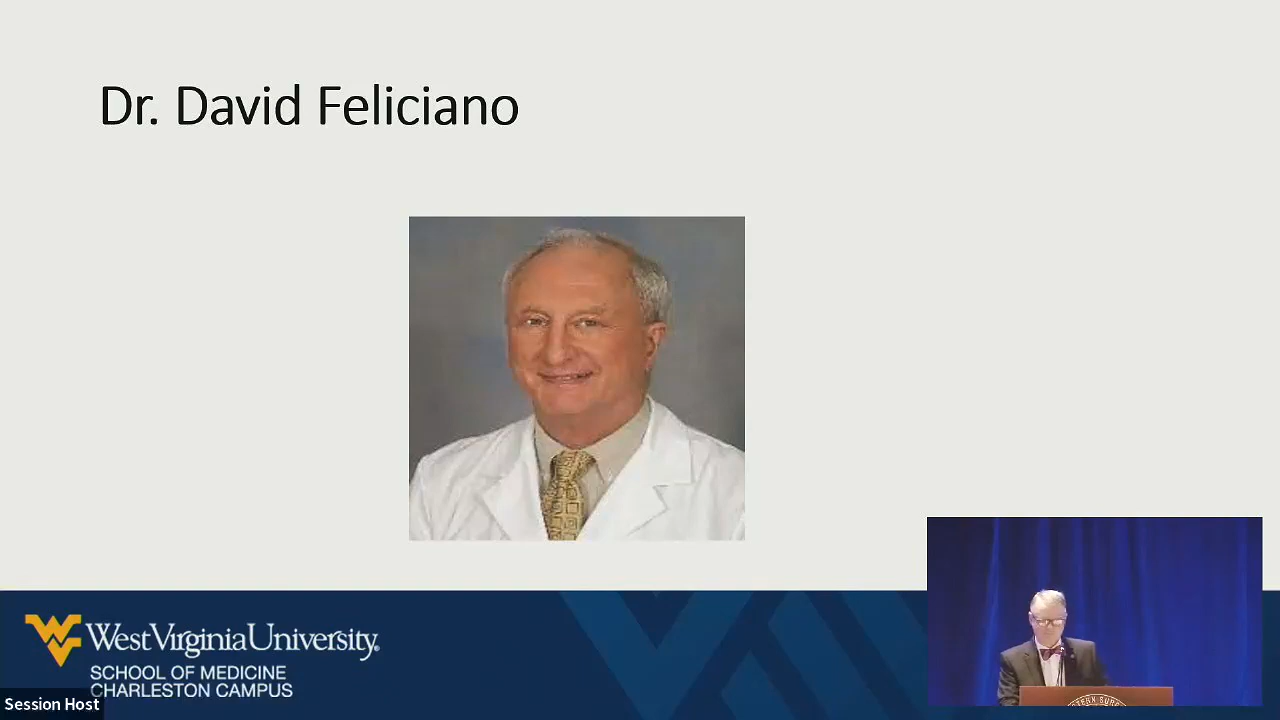 Dr. David Feliciano
WestVirginiaUniversity®
SCHOOL OF MEDICINE
CHARLESTON CAMPUS
Session Host